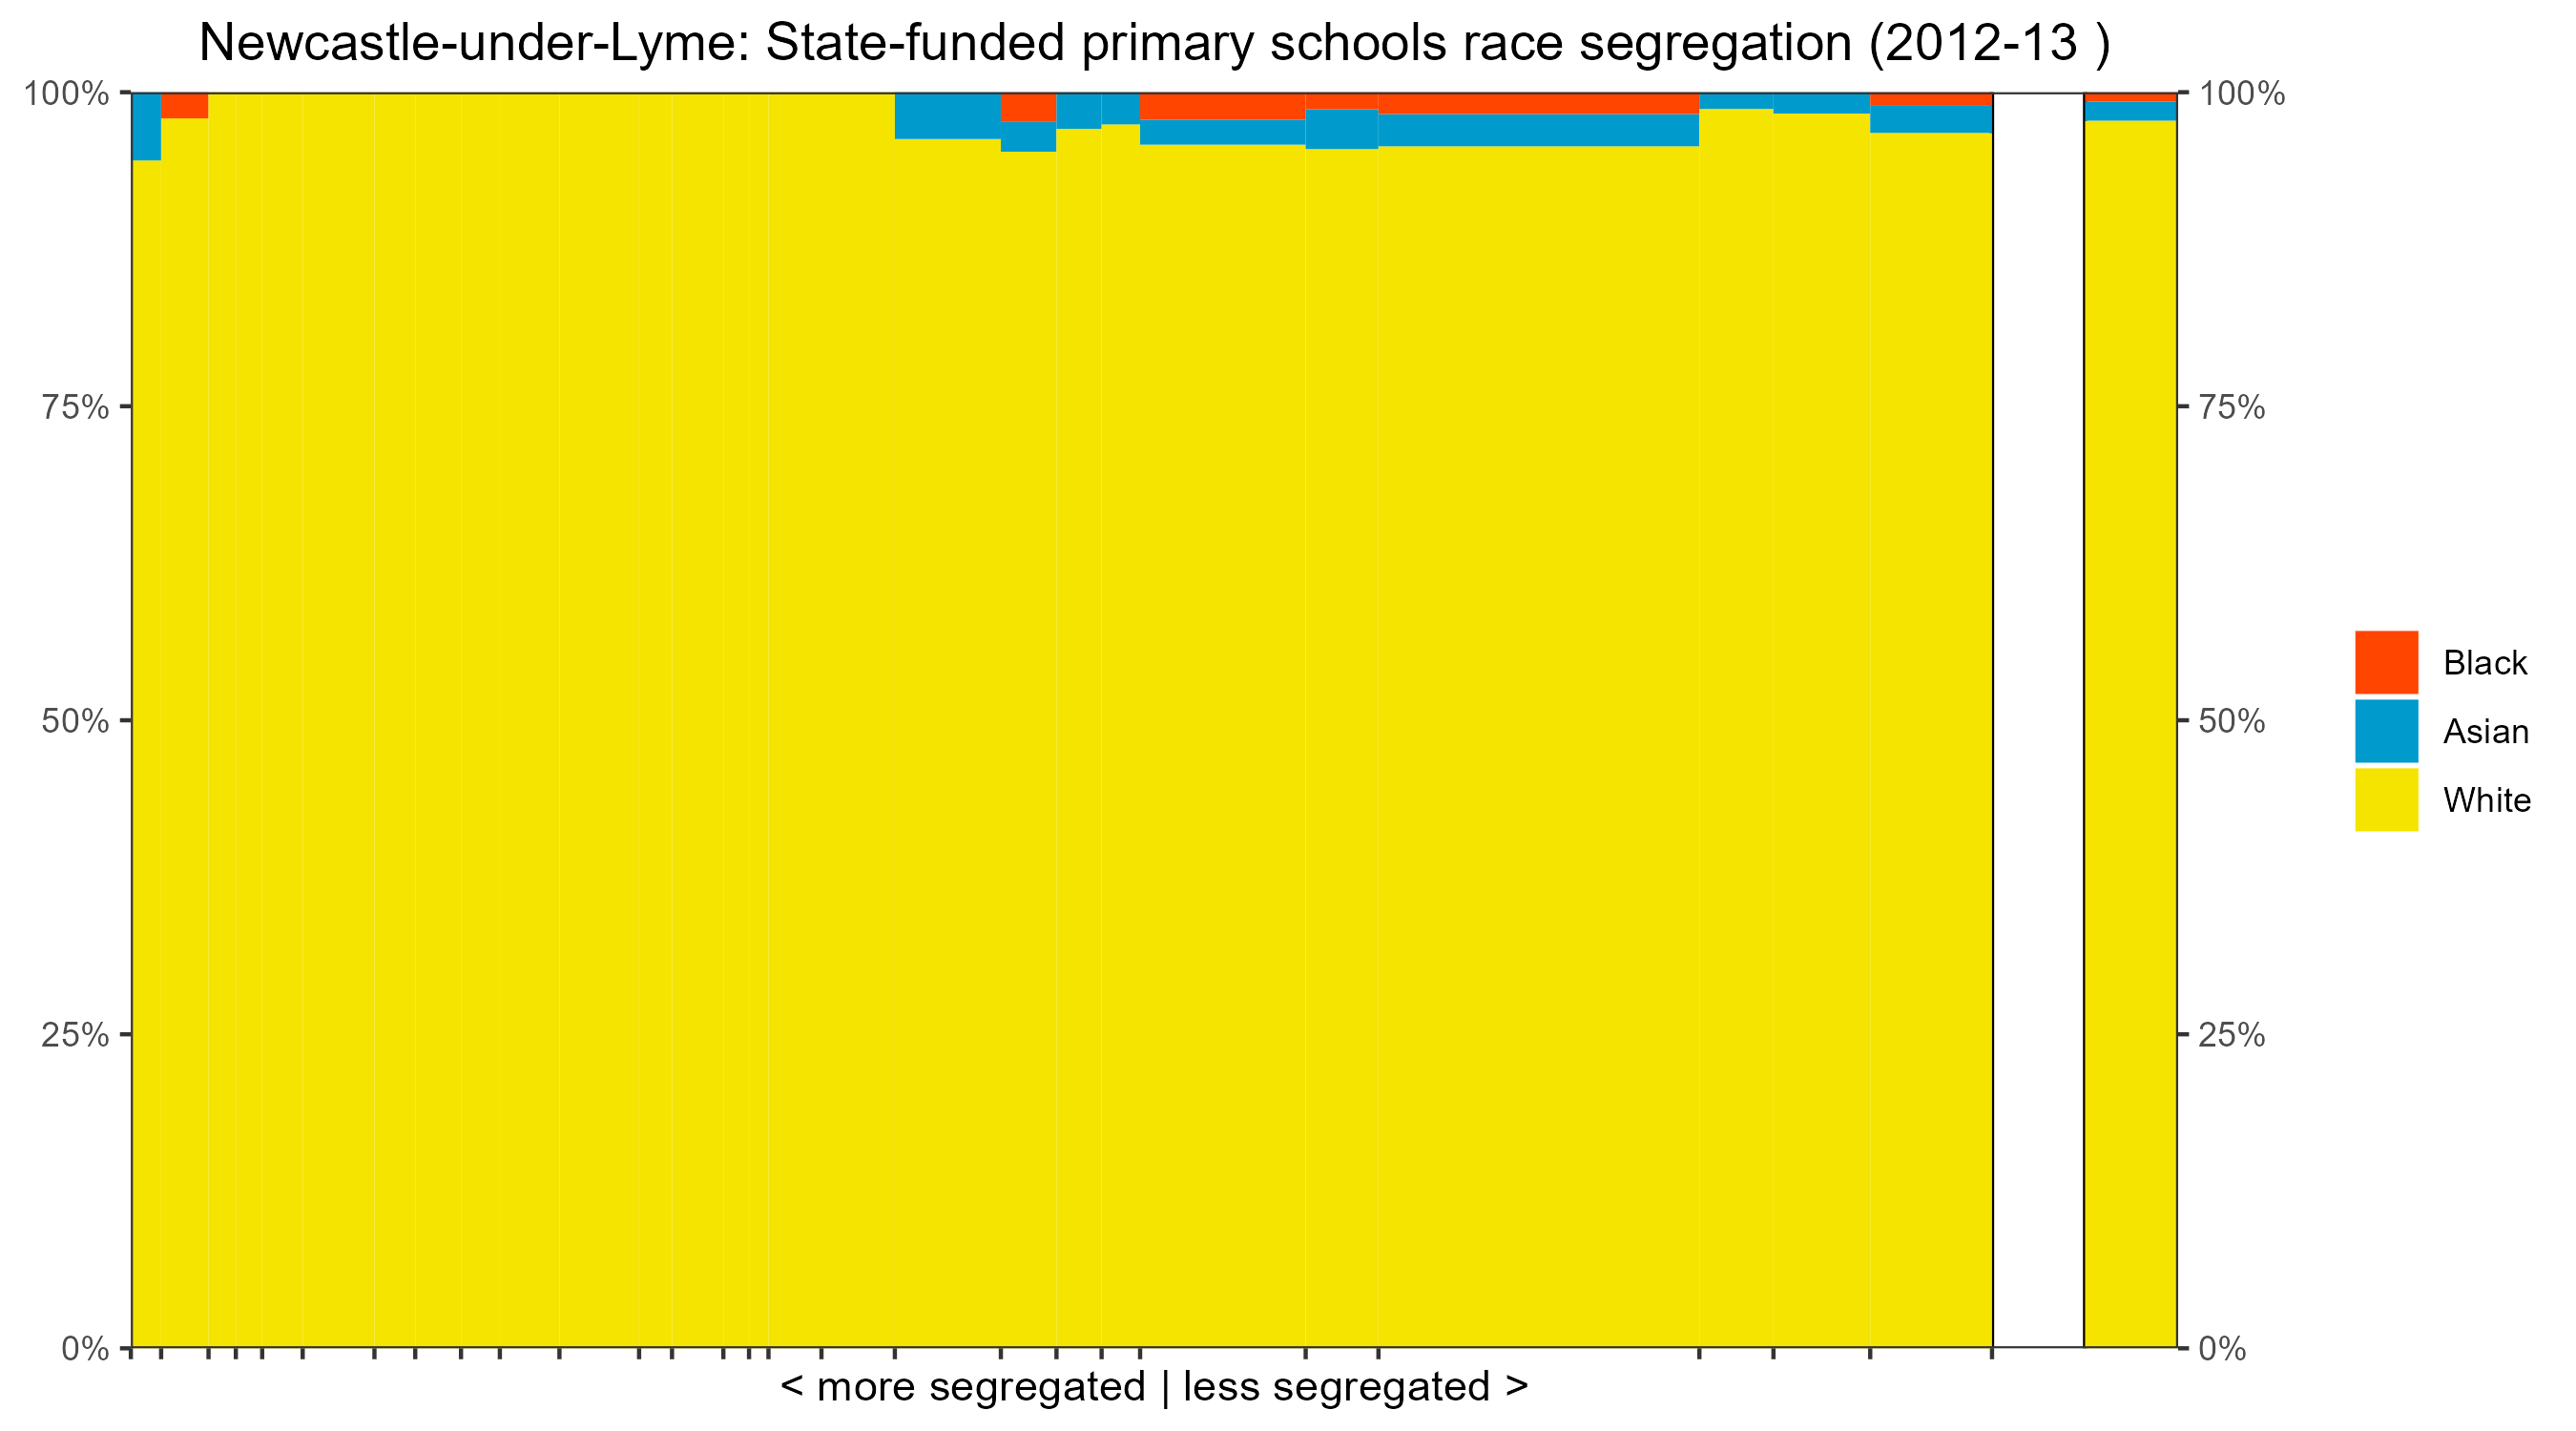 Newcastle-under-Lyme: State-funded primary schools race segregation (2012-13 )
100%
100%
75%
75%
50%
50%
25%
25%
0%
0%
Black
Asian
White
< more segregated | less segregated >